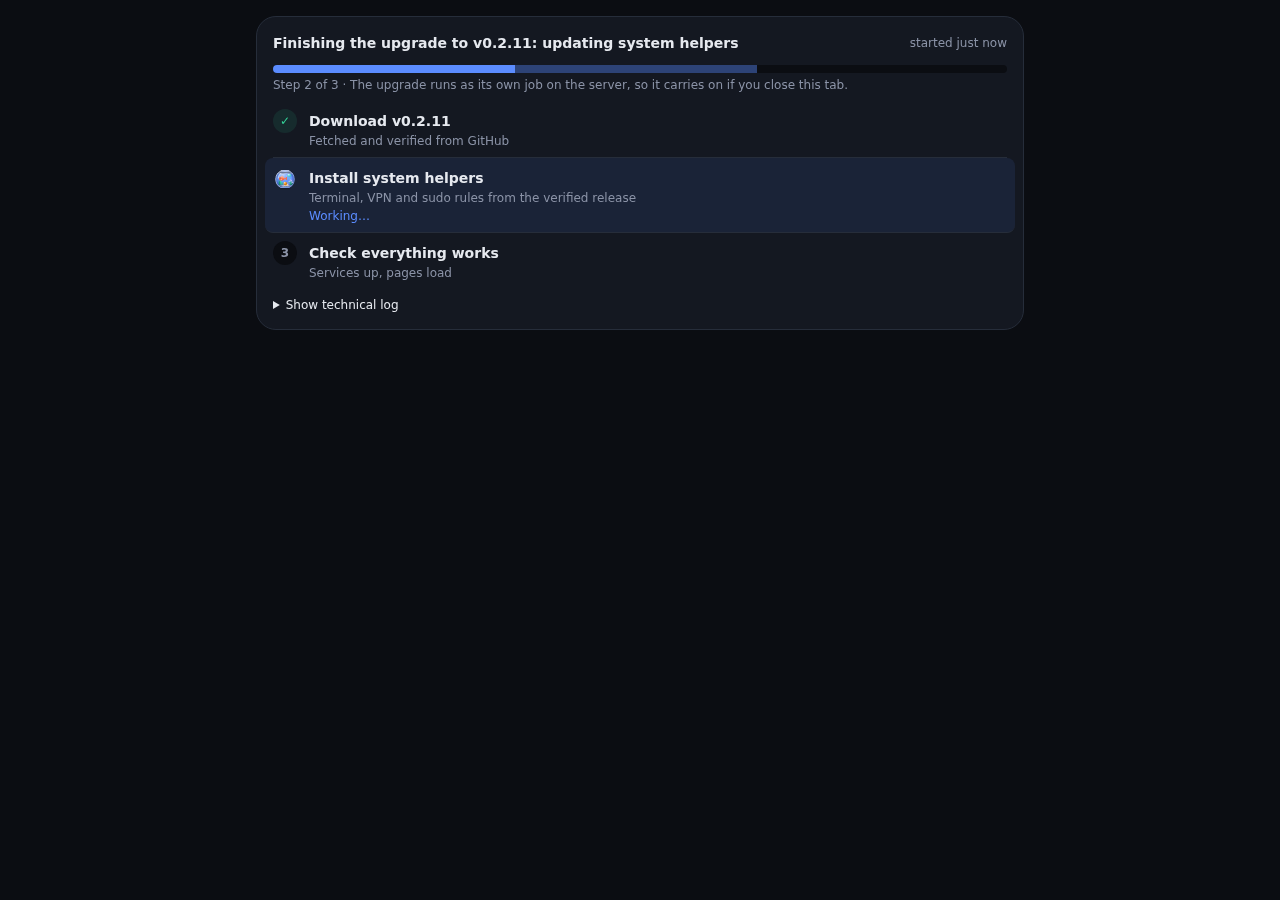 Finishing the upgrade to v0.2.11: updating system helpers
started just now
Step 2 of 3 · The upgrade runs as its own job on the server, so it carries on if you close this tab.
✓
Download v0.2.11
Fetched and verified from GitHub
Install system helpers
Terminal, VPN and sudo rules from the verified release
Working…
3
Check everything works
Services up, pages load
Show technical log